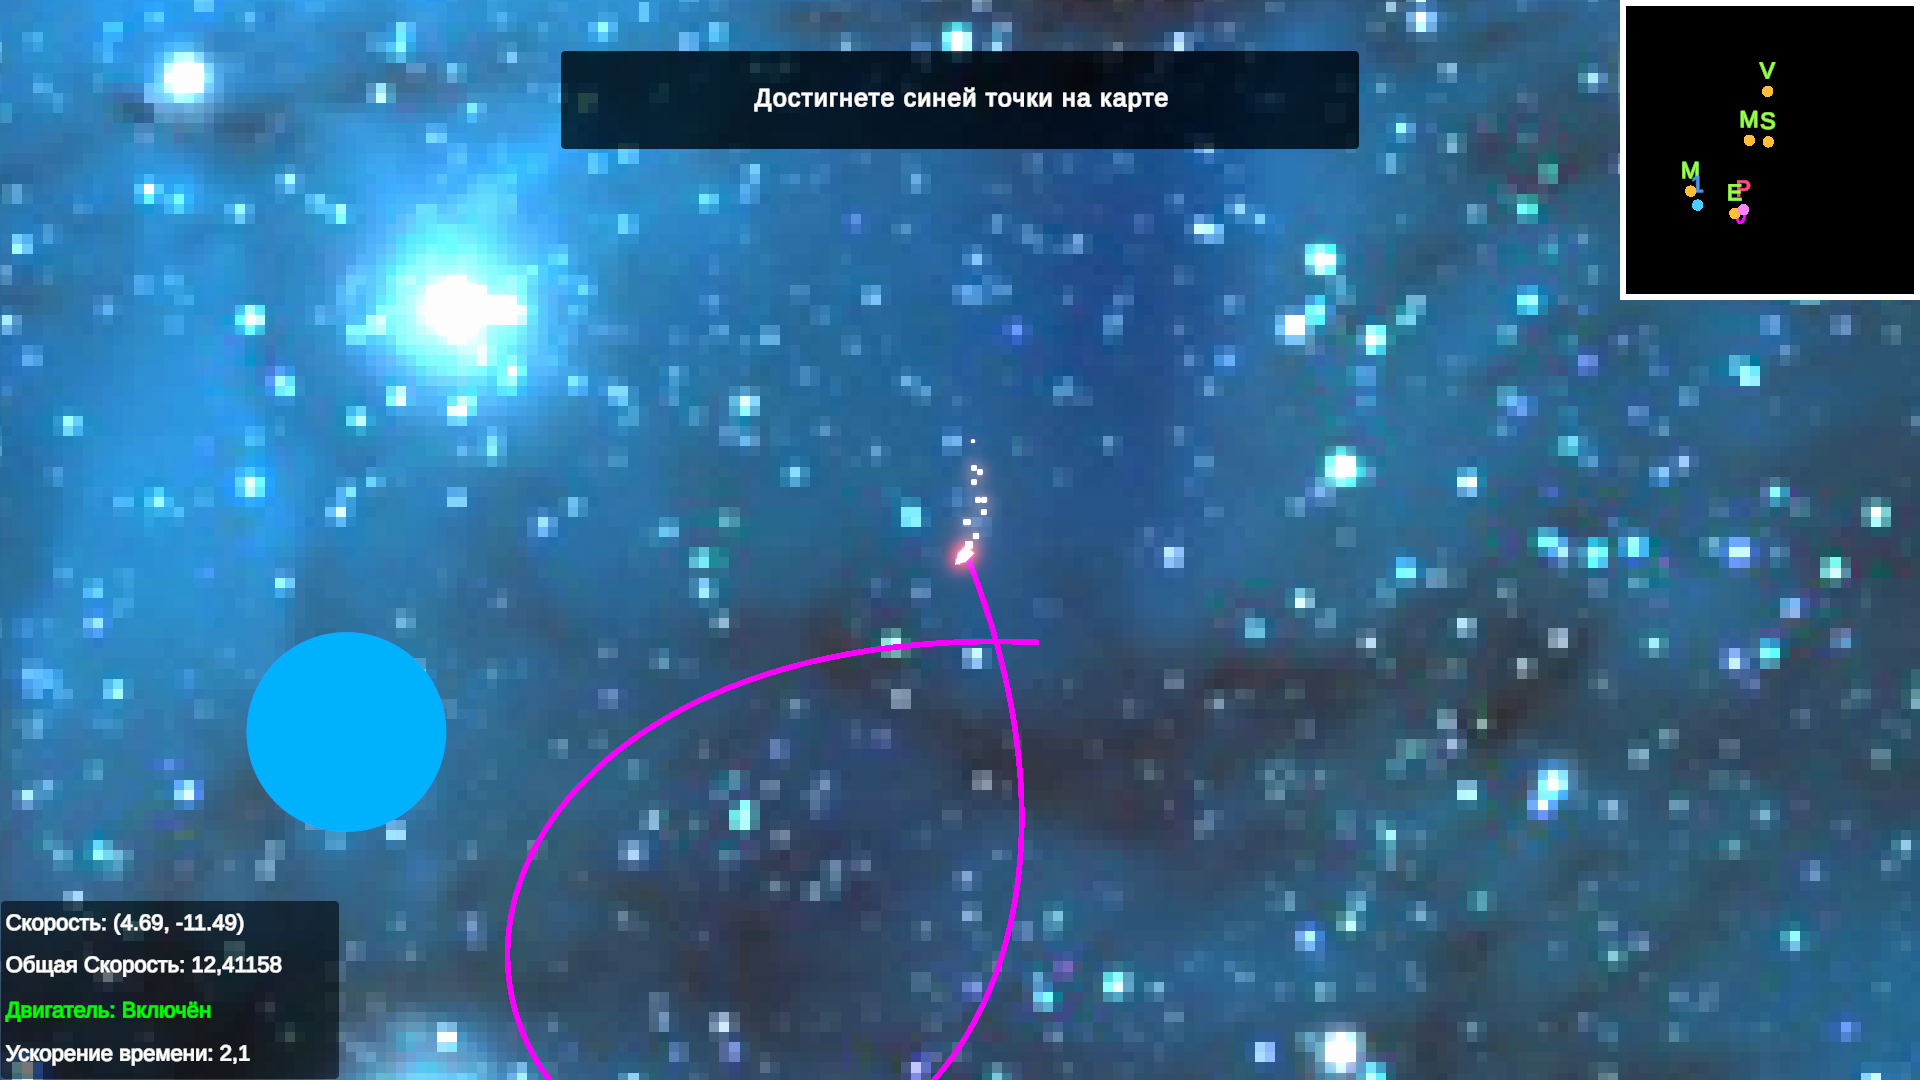 Достигнете синей точки на карте
V
M S
M
1
E P
Скорость: (4.69, -11.49)
Общая Скорость: 12,41158
Двигатель: Включён
Ускорение времени: 2,1